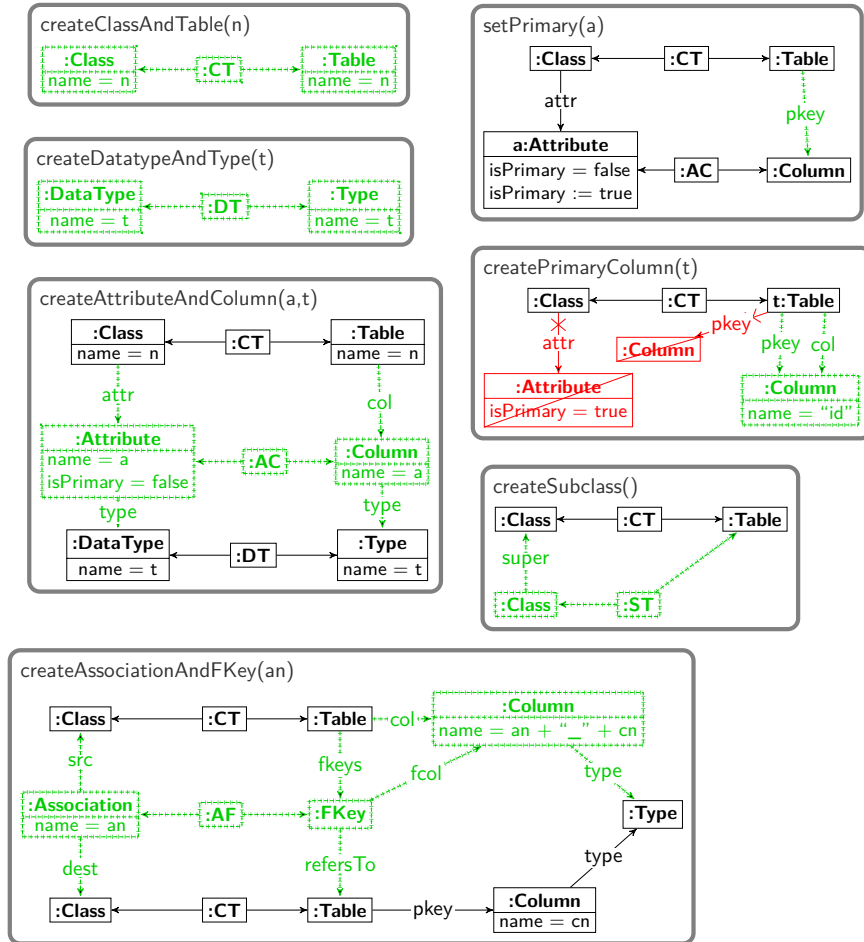 createClassAndTable(n)
:Class
name = n
:CT
:Table
name = n
createDatatypeAndType(t)
:DataType
name = t
:DT
:Type
name = t
createAttributeAndColumn(a,t)
:Class
name = n
:CT
:Table
name = n
attr
col
:Attribute
name = a
isPrimary = false
:AC
:Column
name = a
type
type
:DataType
name = t
:DT
:Type
name = t
setPrimary(a)
:Class
:CT
:Table
attr
pkey
a:Attribute
isPrimary = false
isPrimary := true
:AC
:Column
createPrimaryColumn(t)
:Class
:CT
t:Table
attr
pkey
:Column
pkey
col
:Attribute
isPrimary = true
:Column
name = “id”
createSubclass()
:Class
:CT
:Table
super
:Class
:ST
createAssociationAndFKey(an)
:Class
:CT
:Table
col
:Column
name = an + “_” + cn
src
fkeys
fcol
type
:Association
name = an
:AF
:FKey
:Type
dest
refersTo
type
:Class
:CT
:Table
pkey
:Column
name = cn